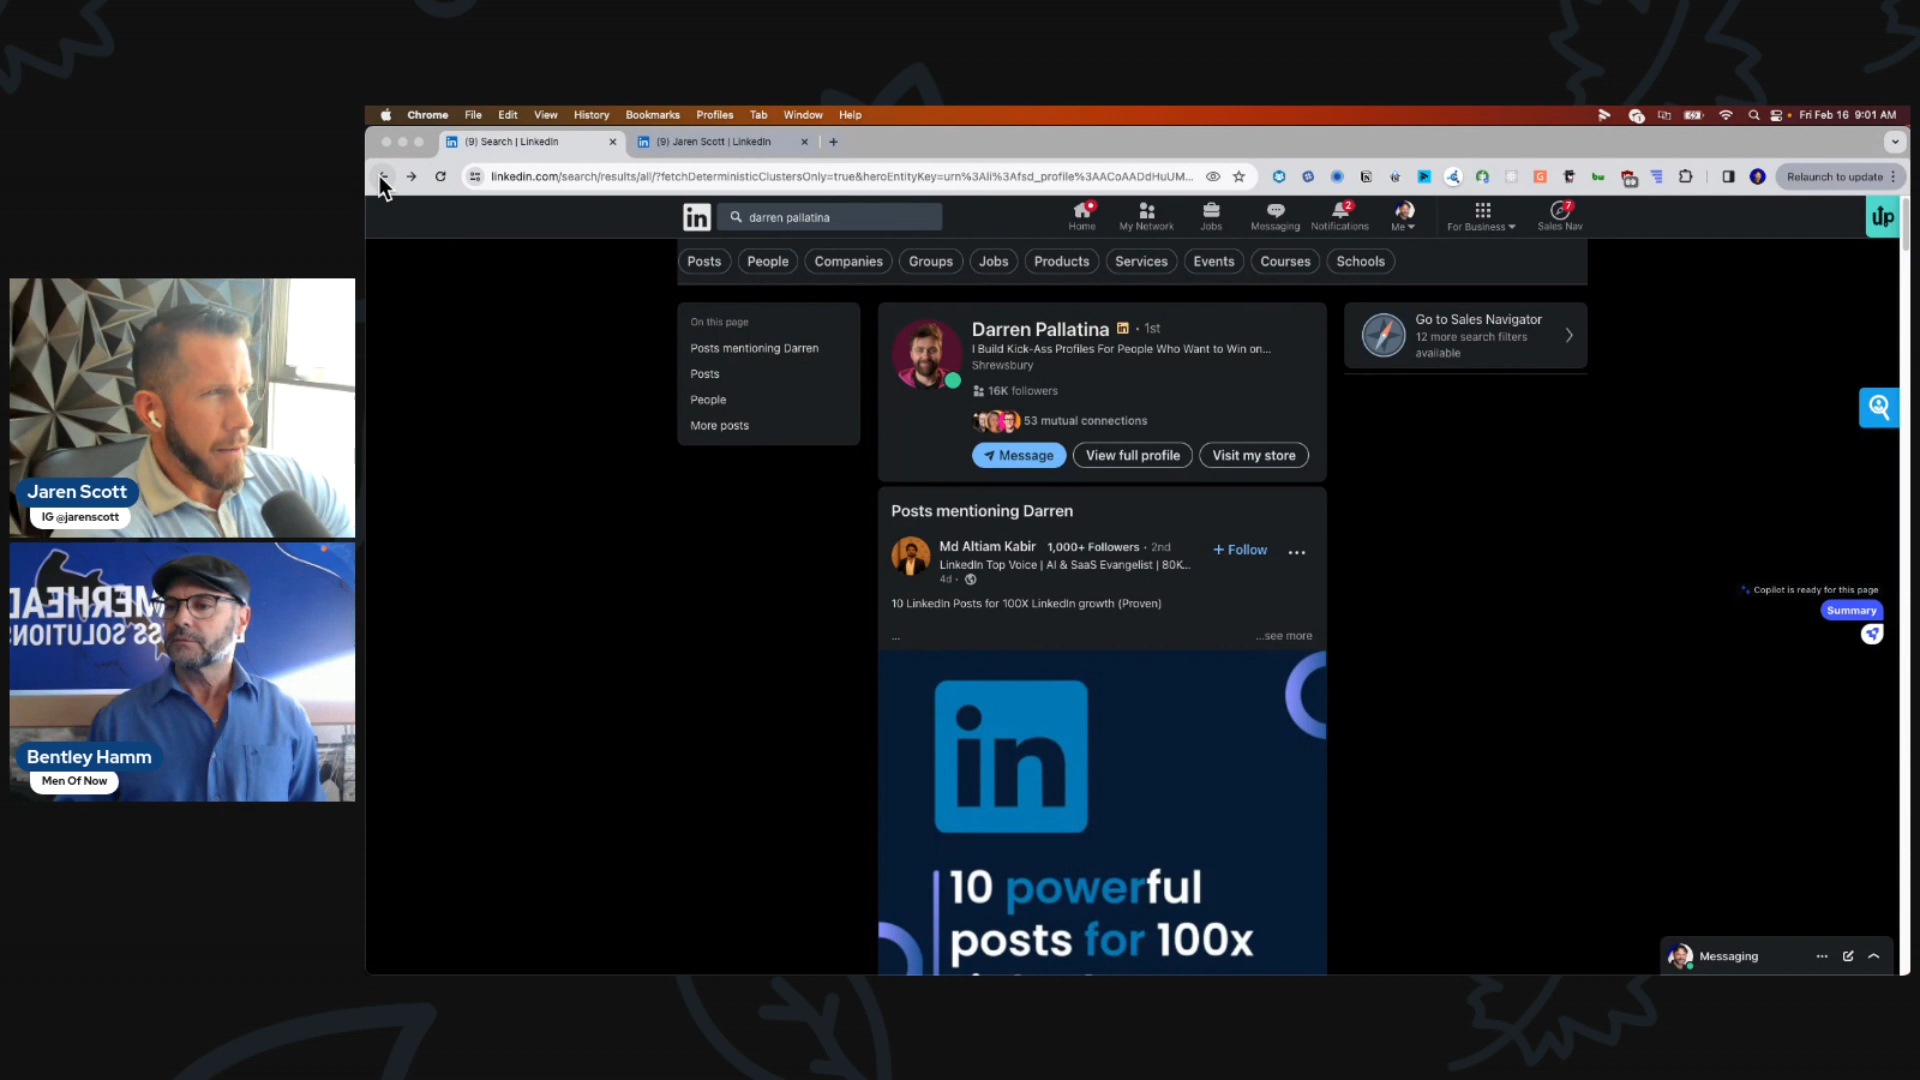 Chrome File Edit View History Bookmarks Profiles Tab Window Help
Fri Feb 16 9:01 AM
(9) Search | LinkedIn
(9) Jaren Scott | LinkedIn
linkedin.com/search/results/all/?fetchDeterministicClustersOnly=true&heroEntityKey=urn%3Ali%3Afsd_profile%3AACoAADdHuUM...
Relaunch to update
in
darren pallatina
Home
My Network
Jobs
Messaging
2
Notifications
Me
For Business
7
Sales Nav
up
Posts People Companies Groups Jobs Products Services Events Courses Schools
On this page
Posts mentioning Darren
Posts
People
More posts
Darren Pallatina in · 1st
I Build Kick-Ass Profiles For People Who Want to Win on...
Shrewsbury
16K followers
53 mutual connections
Message
View full profile
Visit my store
Go to Sales Navigator
12 more search filters
available
Posts mentioning Darren
Md Altiam Kabir 1,000+ Followers · 2nd
+ Follow
LinkedIn Top Voice | AI & SaaS Evangelist | 80K...
4d ·
10 LinkedIn Posts for 100X LinkedIn growth (Proven)
...
...see more
in
10 powerful
posts for 100x
Copilot is ready for this page
Summary
Messaging
Jaren Scott
IG @jarenscott
Bentley Hamm
Men Of Now